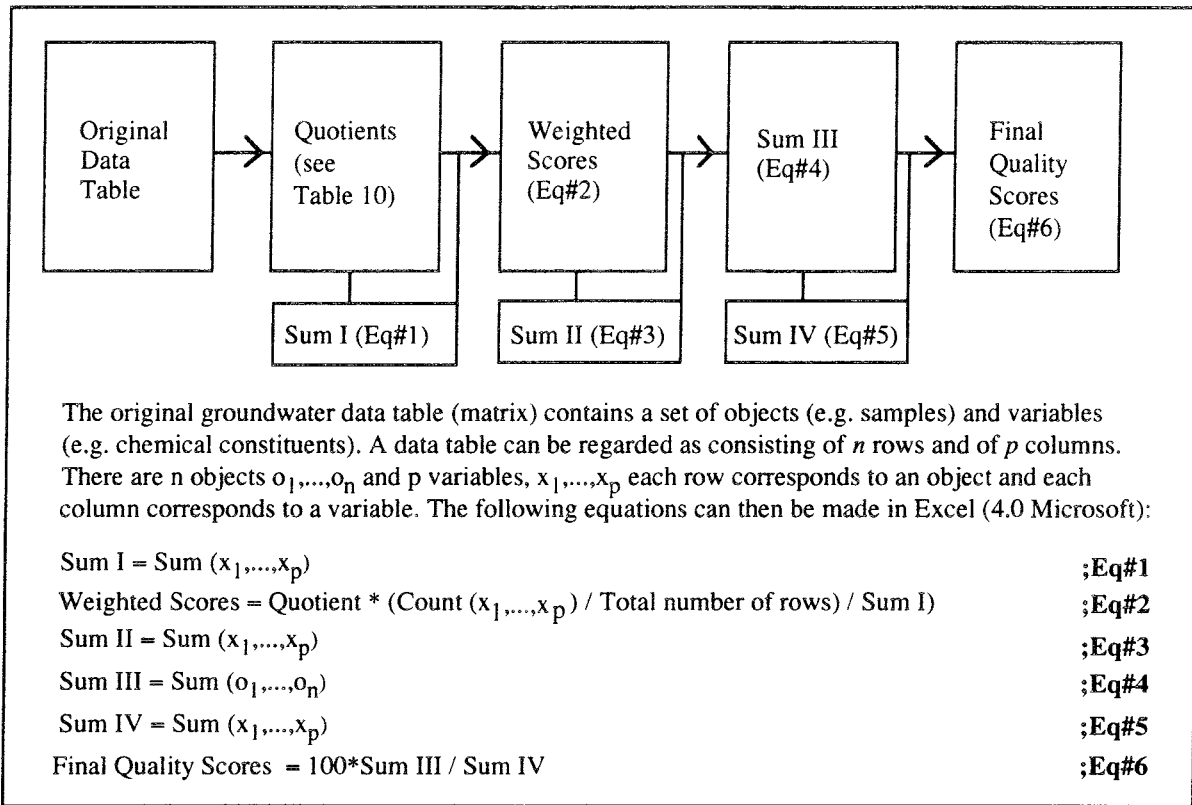 Original
Data
Table
Quotients
(see
Table 10)
Weighted
Scores
(Eq#2)
Sum III
(Eq#4)
Final
Quality
Scores
(Eq#6)
Sum I (Eq#1)
Sum II (Eq#3)
Sum IV (Eq#5)
The original groundwater data table (matrix) contains a set of objects (e.g. samples) and variables
(e.g. chemical constituents). A data table can be regarded as consisting of n rows and of p columns.
There are n objects o1,...,on and p variables, x1,...,xp each row corresponds to an object and each
column corresponds to a variable. The following equations can then be made in Excel (4.0 Microsoft):
Sum I = Sum (x1,...,xp) ;Eq#1
Weighted Scores = Quotient * (Count (x1,...,xp) / Total number of rows) / Sum I) ;Eq#2
Sum II = Sum (x1,...,xp) ;Eq#3
Sum III = Sum (o1,...,on) ;Eq#4
Sum IV = Sum (x1,...,xp) ;Eq#5
Final Quality Scores = 100*Sum III / Sum IV ;Eq#6